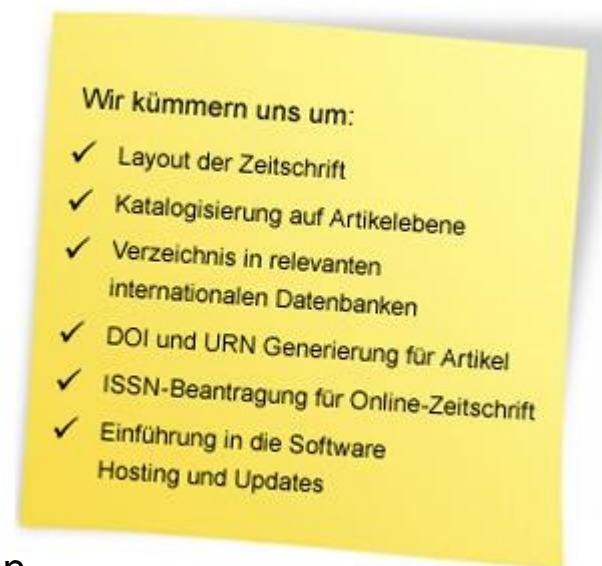 Wir kümmern uns um:
✓ Layout der Zeitschrift
✓ Katalogisierung auf Artikelebene
✓ Verzeichnis in relevanten
internationalen Datenbanken
✓ DOI und URN Generierung für Artikel
✓ ISSN-Beantragung für Online-Zeitschrift
✓ Einführung in die Software
Hosting und Updates